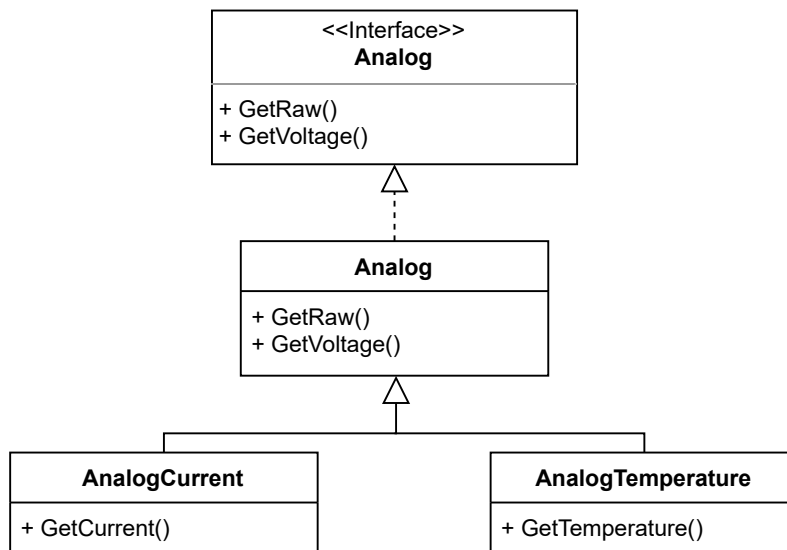 <<Interface>>
Analog
+ GetRaw()
+ GetVoltage()
Analog
+ GetRaw()
+ GetVoltage()
AnalogCurrent
+ GetCurrent()
AnalogTemperature
+ GetTemperature()